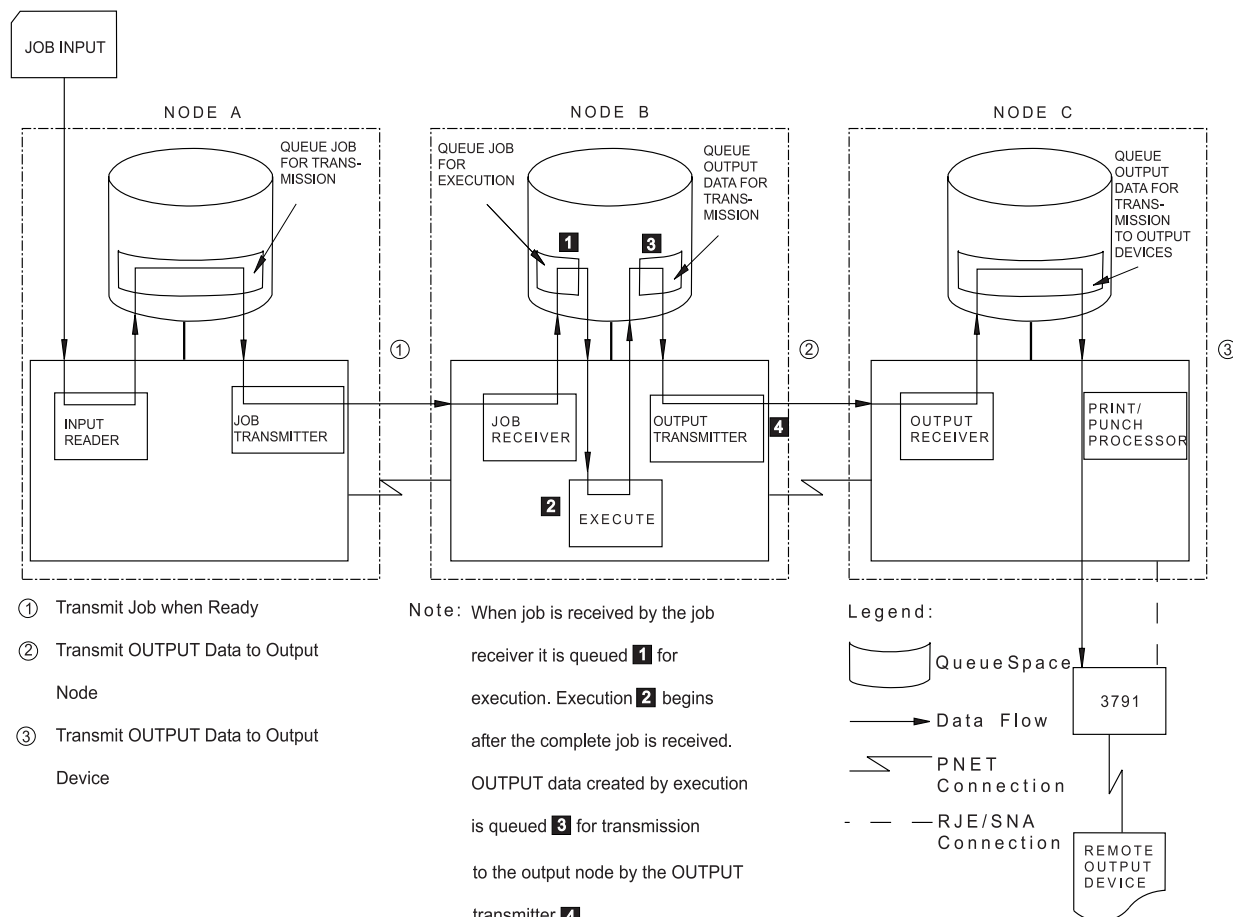 JOB INPUT
NODE A
QUEUE JOB
FOR TRANS-
MISSION
INPUT
READER
JOB
TRANSMITTER
①
NODE B
QUEUE JOB
FOR
EXECUTION
QUEUE
OUTPUT
DATA FOR
TRANS-
MISSION
1
3
JOB
RECEIVER
OUTPUT
TRANSMITTER
4
2
EXECUTE
②
NODE C
QUEUE
OUTPUT
DATA FOR
TRANS-
MISSION
TO OUTPUT
DEVICES
OUTPUT
RECEIVER
PRINT/
PUNCH
PROCESSOR
③
① Transmit Job when Ready
② Transmit OUTPUT Data to Output
Node
③ Transmit OUTPUT Data to Output
Device
Note: When job is received by the job
receiver it is queued 1 for
execution. Execution 2 begins
after the complete job is received.
OUTPUT data created by execution
is queued 3 for transmission
to the output node by the OUTPUT
transmitter 4
Legend:
Queue Space
Data Flow
PNET
Connection
RJE/SNA
Connection
3791
REMOTE
OUTPUT
DEVICE